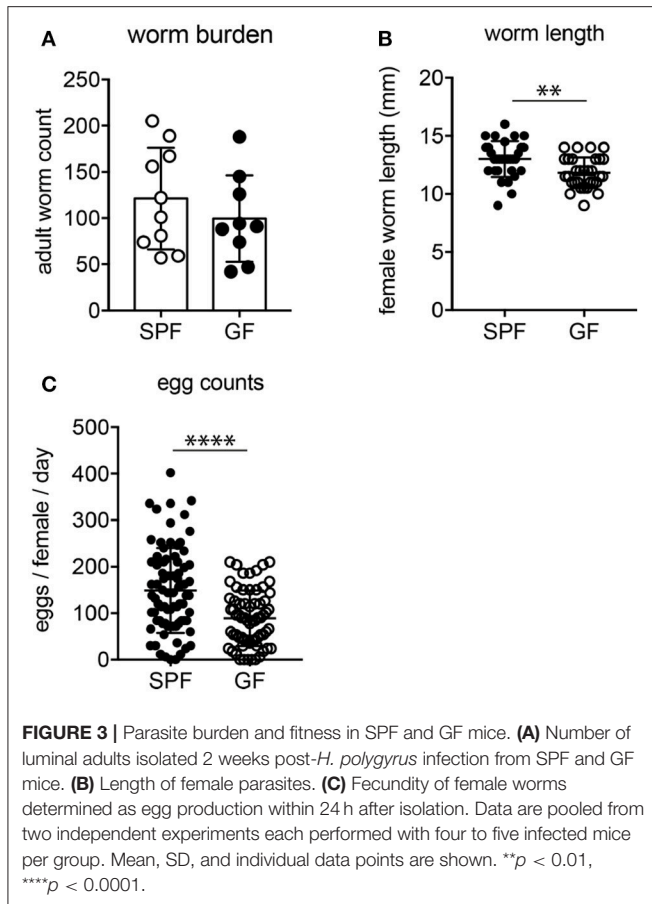 A
worm burden
adult worm count
250
200
150
100
50
0
SPF
GF
B
worm length
female worm length (mm)
20
15
10
5
0
**
SPF
GF
C
egg counts
eggs / female / day
500
400
300
200
100
0
****
SPF
GF
FIGURE 3 | Parasite burden and fitness in SPF and GF mice. (A) Number of
luminal adults isolated 2 weeks post-H. polygyrus infection from SPF and GF
mice. (B) Length of female parasites. (C) Fecundity of female worms
determined as egg production within 24 h after isolation. Data are pooled from
two independent experiments each performed with four to five infected mice
per group. Mean, SD, and individual data points are shown. **p < 0.01,
****p < 0.0001.